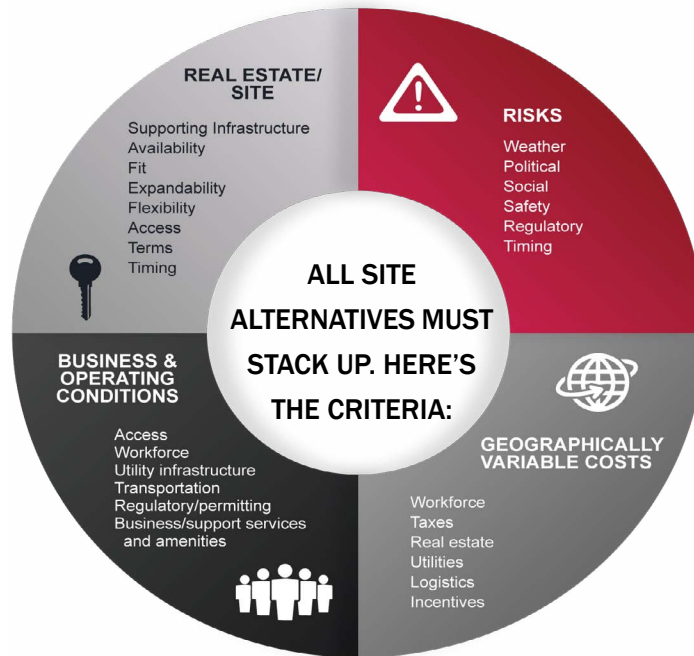 REAL ESTATE/
SITE
Supporting Infrastructure
Availability
Fit
Expandability
Flexibility
Access
Terms
Timing
RISKS
Weather
Political
Social
Safety
Regulatory
Timing
ALL SITE
ALTERNATIVES MUST
STACK UP. HERE’S
THE CRITERIA:
BUSINESS &
OPERATING
CONDITIONS
Access
Workforce
Utility infrastructure
Transportation
Regulatory/permitting
Business/support services
and amenities
GEOGRAPHICALLY
VARIABLE COSTS
Workforce
Taxes
Real estate
Utilities
Logistics
Incentives